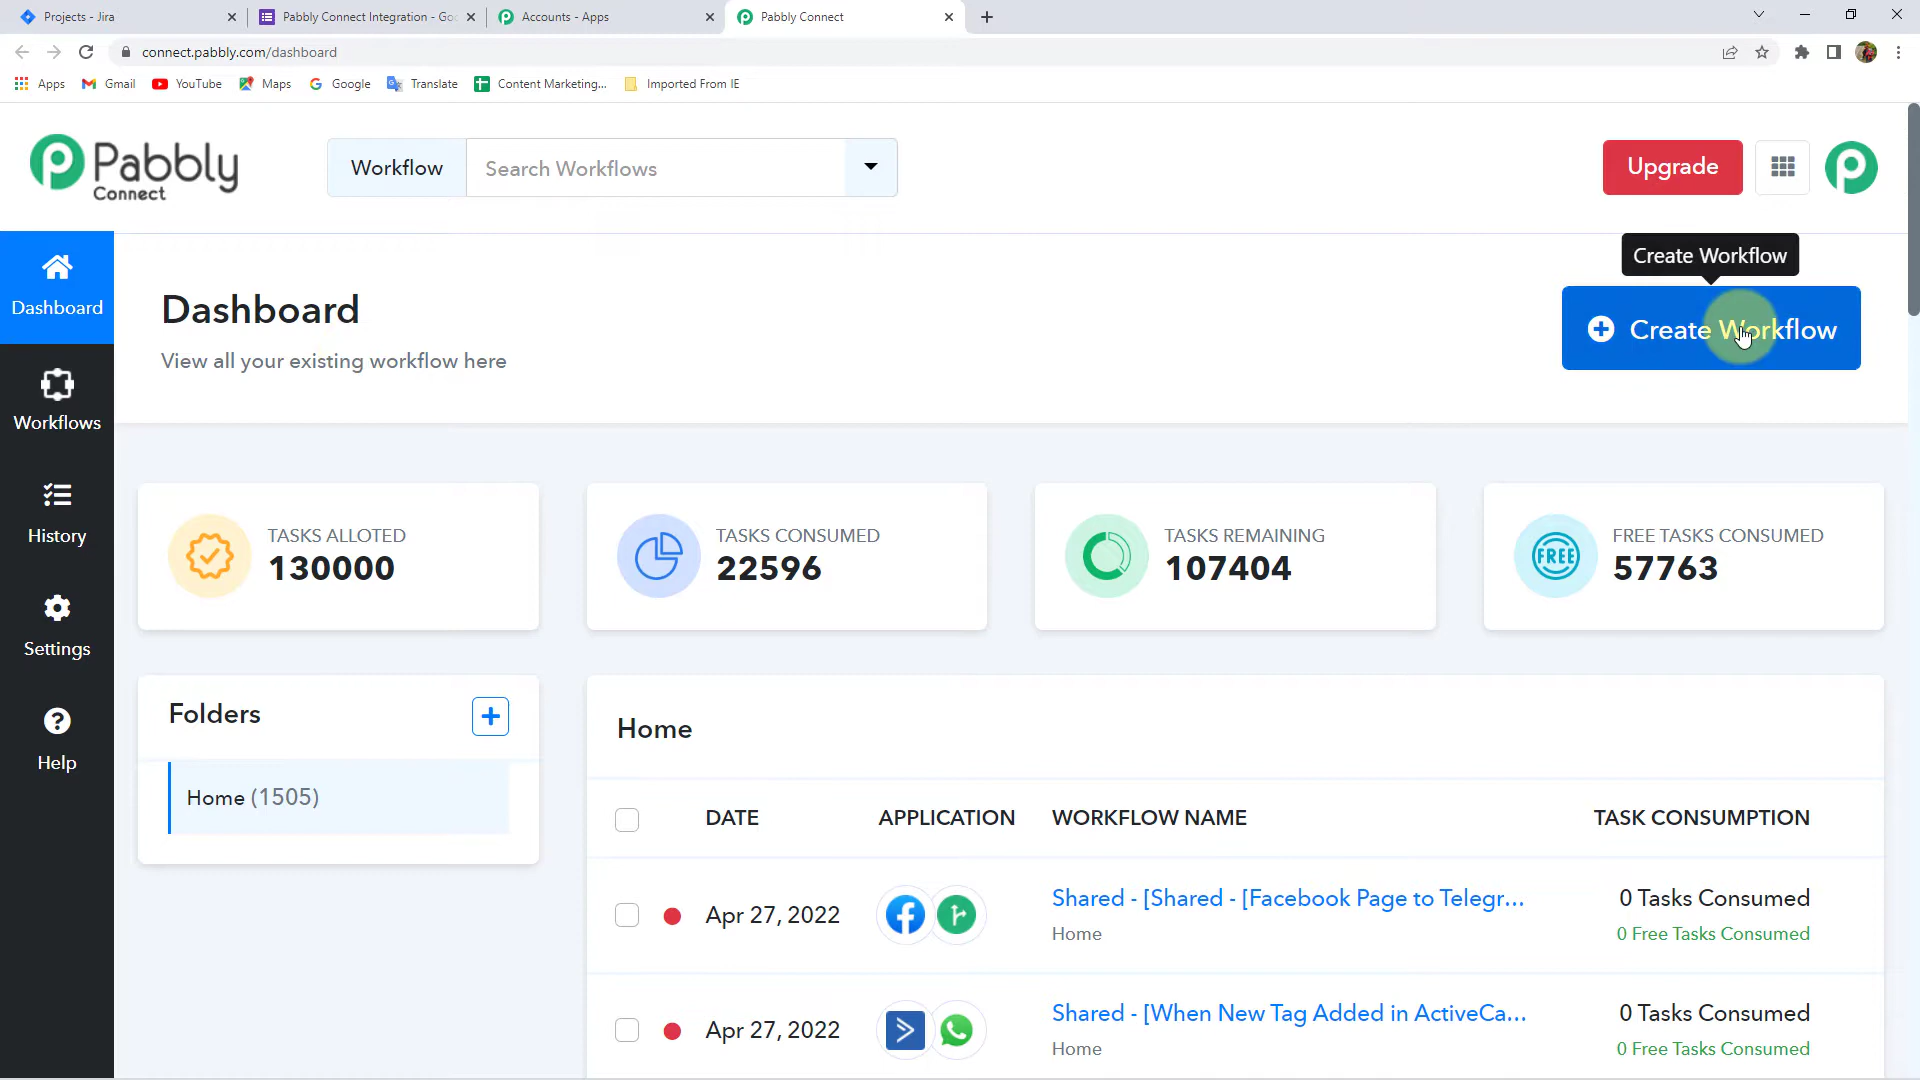 Projects - Jira
Pabbly Connect Integration - Goo
Accounts - Apps
Pabbly Connect
connect.pabbly.com/dashboard
Apps
Gmail
YouTube
Maps
Google
Translate
Content Marketing...
Imported From IE
Pabbly
Connect
Workflow
Search Workflows
Upgrade
Create Workflow
Dashboard
Dashboard
View all your existing workflow here
Create Workflow
Workflows
History
Settings
Help
TASKS ALLOTED
130000
TASKS CONSUMED
22596
TASKS REMAINING
107404
FREE
FREE TASKS CONSUMED
57763
Folders
Home (1505)
Home
DATE
APPLICATION
WORKFLOW NAME
TASK CONSUMPTION
Apr 27, 2022
Shared - [Shared - [Facebook Page to Telegr...
Home
0 Tasks Consumed
0 Free Tasks Consumed
Apr 27, 2022
Shared - [When New Tag Added in ActiveCa...
Home
0 Tasks Consumed
0 Free Tasks Consumed